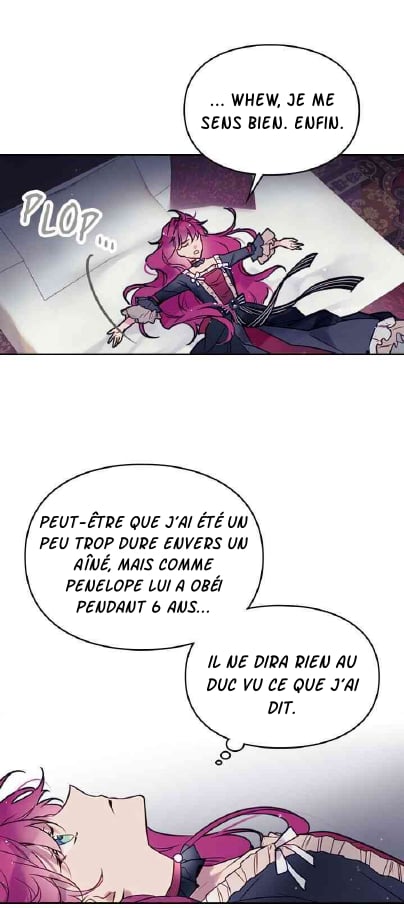 ... WHEW, JE ME
SENS BIEN. ENFIN.
PLOP...
PEUT-ÊTRE QUE J'AI ÉTÉ UN
PEU TROP DURE ENVERS UN
AÎNÉ, MAIS COMME
PENELOPE LUI A OBÉI
PENDANT 6 ANS...
IL NE DIRA RIEN AU
DUC VU CE QUE J'AI
DIT.